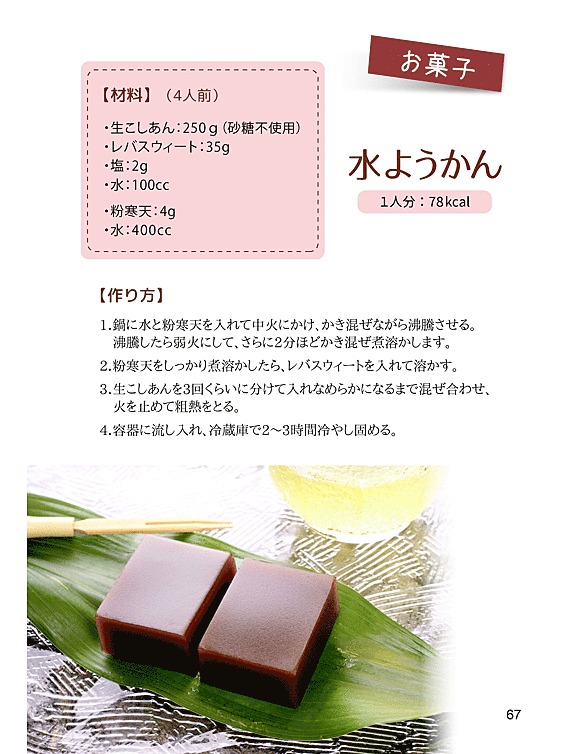 お菓子
【材料】（4人前）
・生こしあん：250g（砂糖不使用）
・レバスウィート：35g
・塩：2g
・水：100cc
・粉寒天：4g
・水：400cc
水ようかん
1人分：78kcal
【作り方】
1.鍋に水と粉寒天を入れて中火にかけ、かき混ぜながら沸騰させる。
沸騰したら弱火にして、さらに2分ほどかき混ぜ煮溶かします。
2.粉寒天をしっかり煮溶かしたら、レバスウィートを入れて溶かす。
3.生こしあんを3回くらいに分けて入れなめらかになるまで混ぜ合わせ、
火を止めて粗熱をとる。
4.容器に流し入れ、冷蔵庫で2～3時間冷やし固める。
67